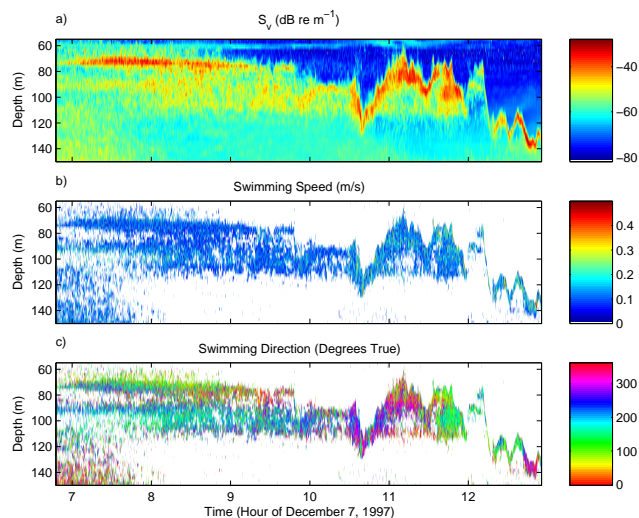 a)
S_v (dB re m⁻¹)
60
80
100
120
140
Depth (m)
−40
−60
−80
b)
Swimming Speed (m/s)
60
80
100
120
140
Depth (m)
0.4
0.3
0.2
0.1
0
c)
Swimming Direction (Degrees True)
60
80
100
120
140
Depth (m)
300
200
100
0
7 8 9 10 11 12
Time (Hour of December 7, 1997)